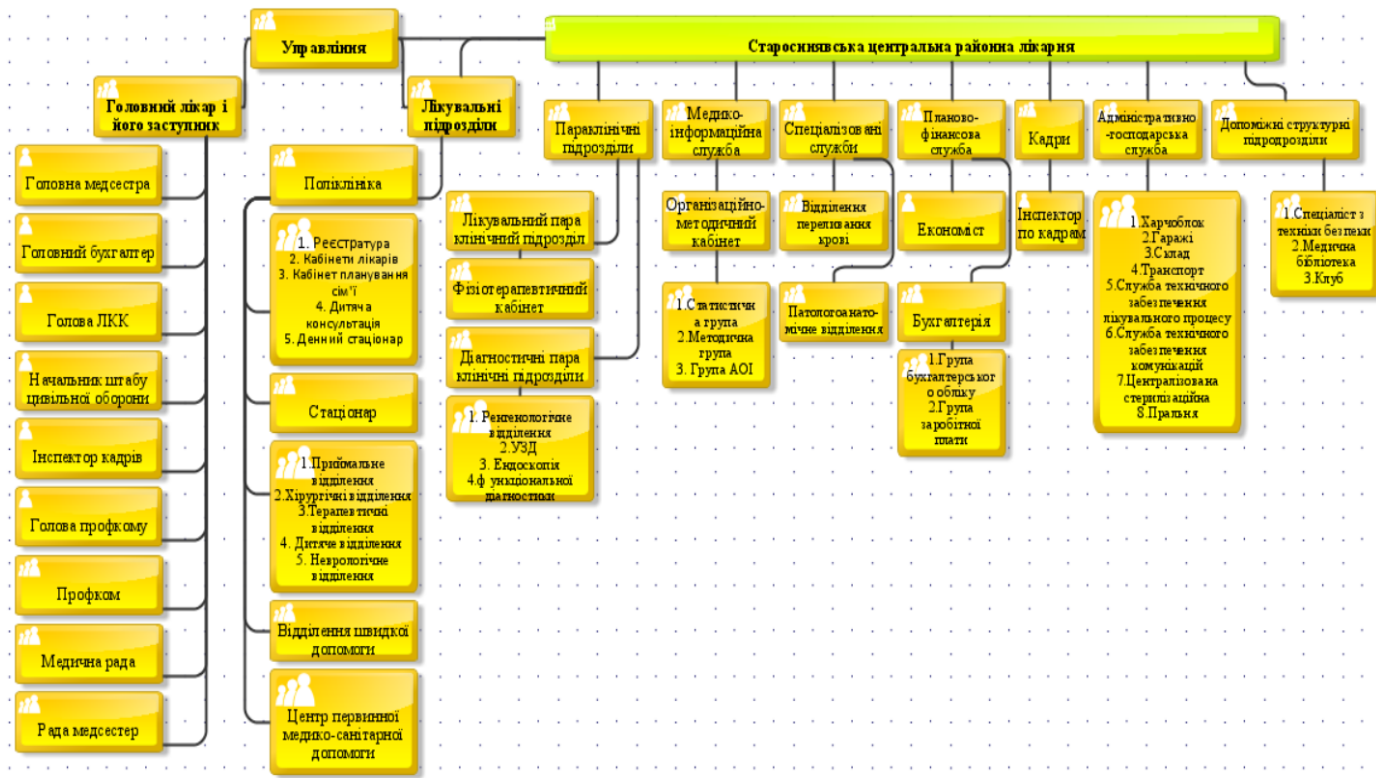 Управління
Старосинявська центральна районна лікарня
Головний лікар і
його заступник
Лікувальні
підрозділи
Параклінічні
підрозділи
Медико-
інформаційна
служба
Спеціалізовані
служби
Планово-
фінансова
служба
Кадри
Адміністративно
-господарська
служба
Допоміжні структурні
підродрозділи
Головна медсестра
Головний бухгалтер
Голова ЛКК
Начальник штабу
цивільної оборони
Інспектор кадрів
Голова профкому
Профком
Медична рада
Рада медсестер
Поліклініка
1. Реєстратура
2. Кабінети лікарів
3. Кабінет планування
сім'ї
4. Дитяча
консультація
5. Денний стаціонар
Стаціонар
1.Приймальне
відділення
2.Хірургічні відділення
3.Терапевтичні
відділення
4. Дитяче відділення
5. Неврологічне
відділення
Відділення швидкої
допомоги
Центр первинної
медико-санітарної
допомоги
Лікувальний пара
клінічний підрозділ
Фізіотерапевтичний
кабінет
Діагностичні пара
клінічні підрозділи
1. Рентгенологічне
відділення
2.УЗД
3. Ендоскопія
4.ф ункціональної
діагностики
Організаційно-
методичний
кабінет
1.Статистичн
а група
2.Методична
група
3. Група АОІ
Відділення
переливання
крові
Патологоанато-
мічне відділення
Економіст
Бухгалтерія
1.Група
бухгалтерськог
о обліку
2.Група
заробітної
плати
Інспектор
по кадрам
1.Харчоблок
2.Гаражі
3.Склад
4.Транспорт
5.Служба технічного
забезпечення
лікувального процесу
6.Служба технічного
забезпечення
комунікацій
7.Централізована
стерилізаційна
8.Пральня
1.Спеціаліст з
техніки безпеки
2.Медична
бібліотека
3.Клуб